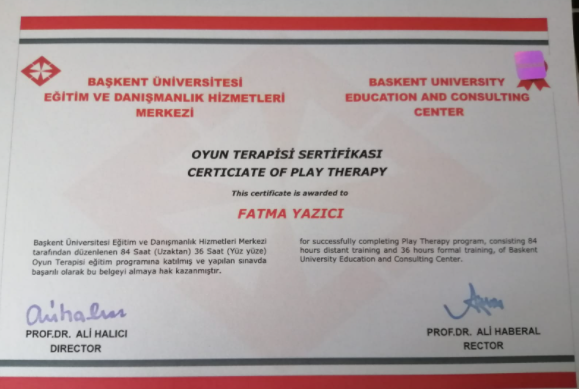 BAŞKENT ÜNİVERSİTESİ
EĞİTİM VE DANIŞMANLIK HİZMETLERİ
MERKEZİ
BASKENT UNIVERSITY
EDUCATION AND CONSULTING
CENTER
OYUN TERAPİSİ SERTİFİKASI
CERTICIATE OF PLAY THERAPY
This certificate is awarded to
FATMA YAZICI
Başkent Üniversitesi Eğitim ve Danışmanlık Hizmetleri Merkezi
tarafından düzenlenen 84 Saat (Uzaktan) 36 Saat (Yüz yüze)
Oyun Terapisi eğitim programına katılmış ve yapılan sınavda
başarılı olarak bu belgeyi almaya hak kazanmıştır.
for successfully completing Play Therapy program, consisting 84
hours distant training and 36 hours formal training, of Baskent
University Education and Consulting Center.
PROF.DR. ALİ HALICI
DIRECTOR
PROF.DR. ALİ HABERAL
RECTOR